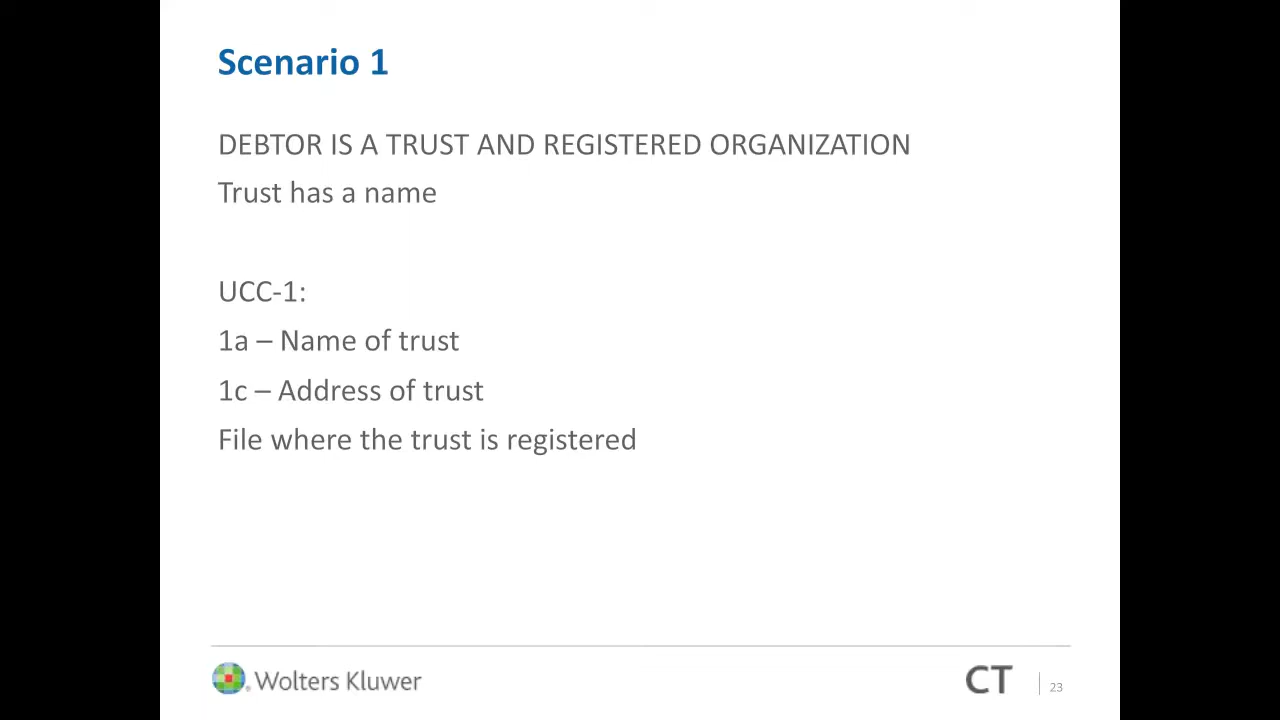 Scenario 1
DEBTOR IS A TRUST AND REGISTERED ORGANIZATION
Trust has a name
UCC-1:
1a – Name of trust
1c – Address of trust
File where the trust is registered
Wolters Kluwer
CT
23